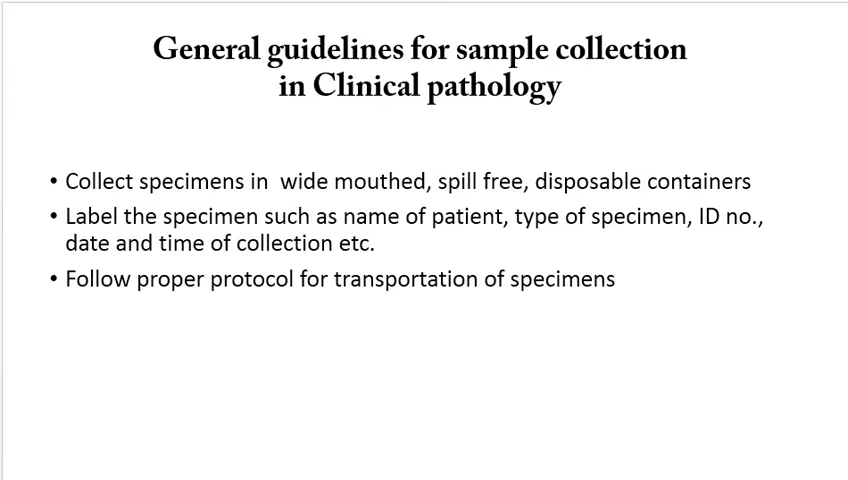 General guidelines for sample collection
in Clinical pathology
• Collect specimens in  wide mouthed, spill free, disposable containers
• Label the specimen such as name of patient, type of specimen, ID no.,
date and time of collection etc.
• Follow proper protocol for transportation of specimens